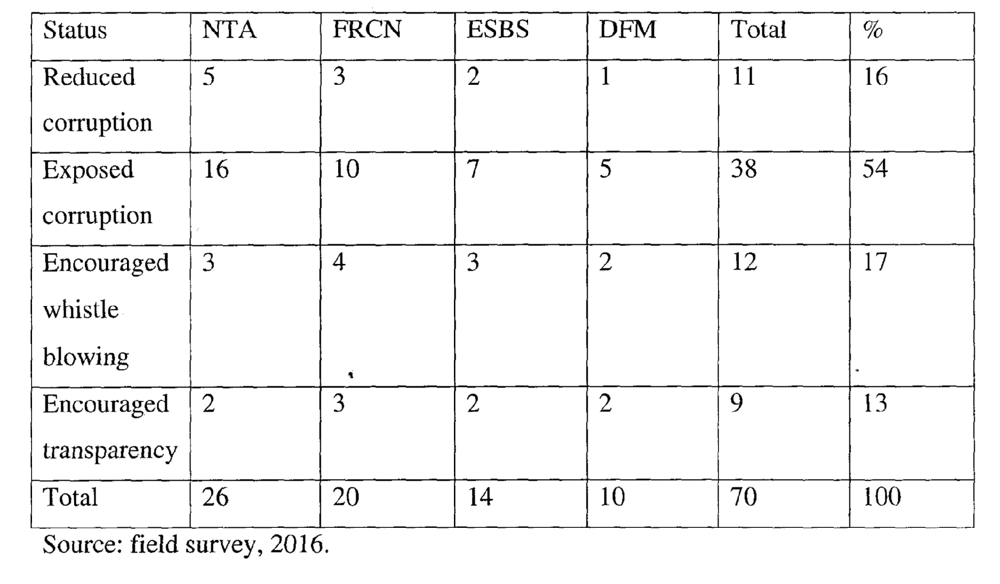 Status NTA FRCN ESBS DFM Total %
Reduced 5 3 2 1 11 16
corruption
Exposed 16 10 7 5 38 54
corruption
Encouraged 3 4 3 2 12 17
whistle
blowing
Encouraged 2 3 2 2 9 13
transparency
Total 26 20 14 10 70 100
Source: field survey, 2016.